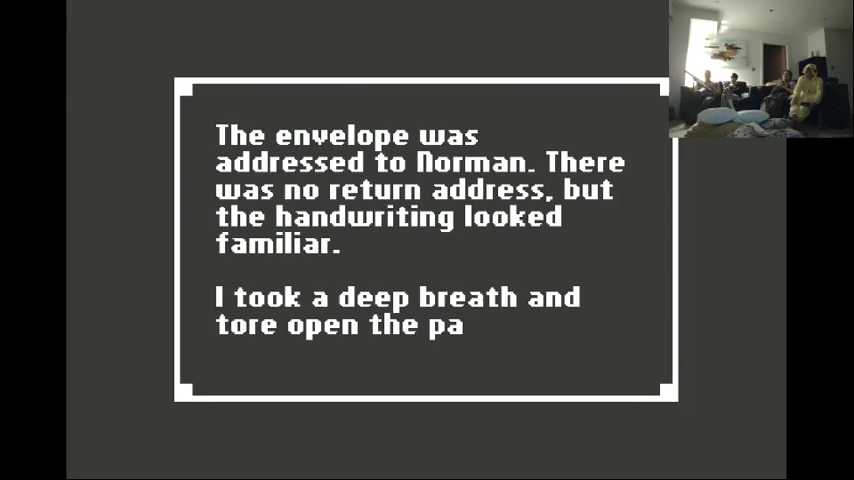 The envelope was
addressed to Norman. There
was no return address, but
the handwriting looked
familiar.
I took a deep breath and
tore open the pa